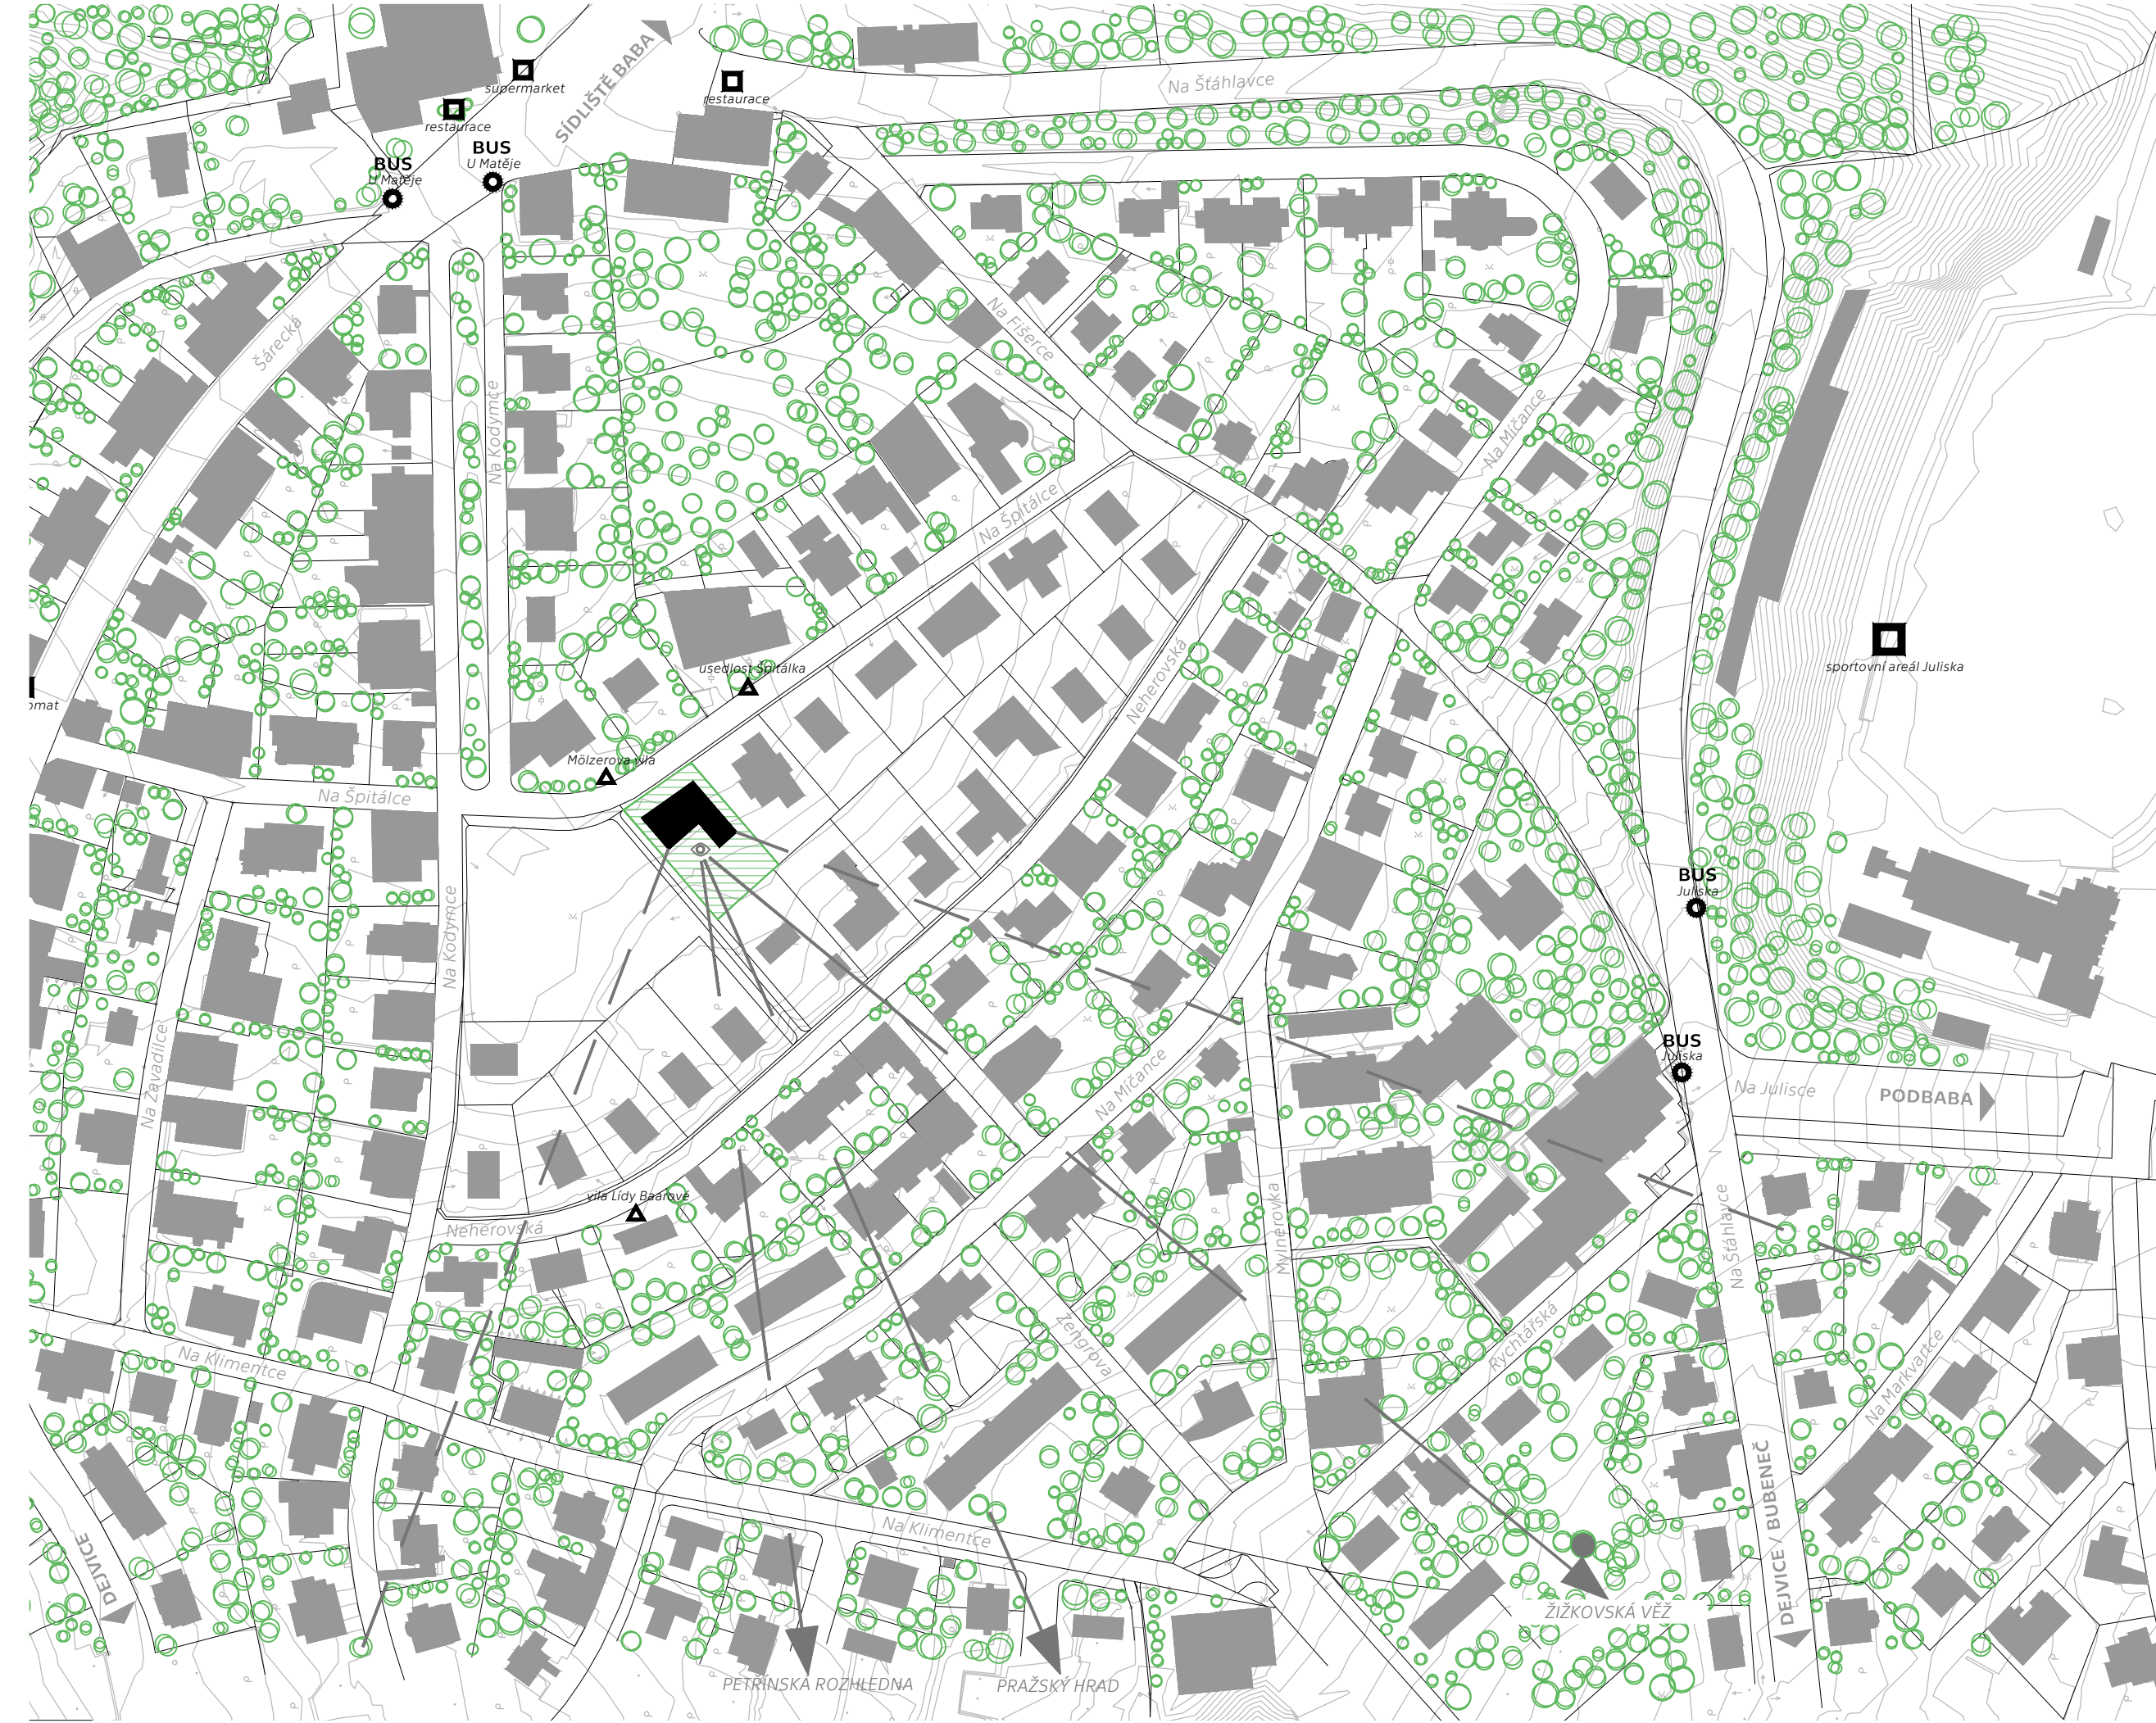 SÍDLIŠTĚ BABA
supermarket
restaurace
restaurace
Na Šťáhlavce
BUS
U Matěje
BUS
U Matěje
Šárecká
Na Fišerce
Na Kodymce
Na Míčance
Na Špitálce
usedlost Špitálka
Neherovská
sportovní areál Juliska
omat
Mölzerova vila
Na Špitálce
BUS
Juliska
Na Kodymce
BUS
Juliska
Na Zavadilce
Na Míčance
Na Julisce
PODBABA
vila Lídy Baarové
Neherovská
Mylnerovka
Na Šťáhlavce
Zengrova
Rychtářská
Na Klimentce
Na Markvartce
Na Klimentce
DEJVICE
DEJVICE / BUBENEČ
ŽIŽKOVSKÁ VĚŽ
PETŘÍNSKÁ ROZHLEDNA
PRAŽSKÝ HRAD